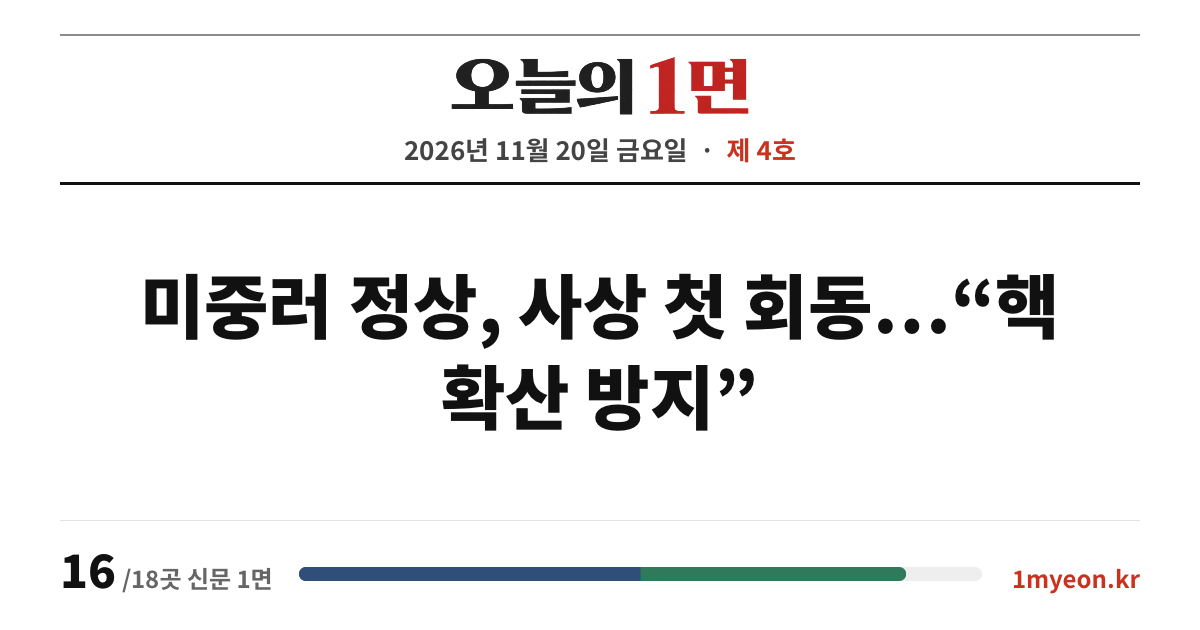 오늘의 1면
2026년 11월 20일 금요일 · 제 4호
미중러 정상, 사상 첫 회동…“핵
확산 방지”
16 /18곳 신문 1면
1myeon.kr